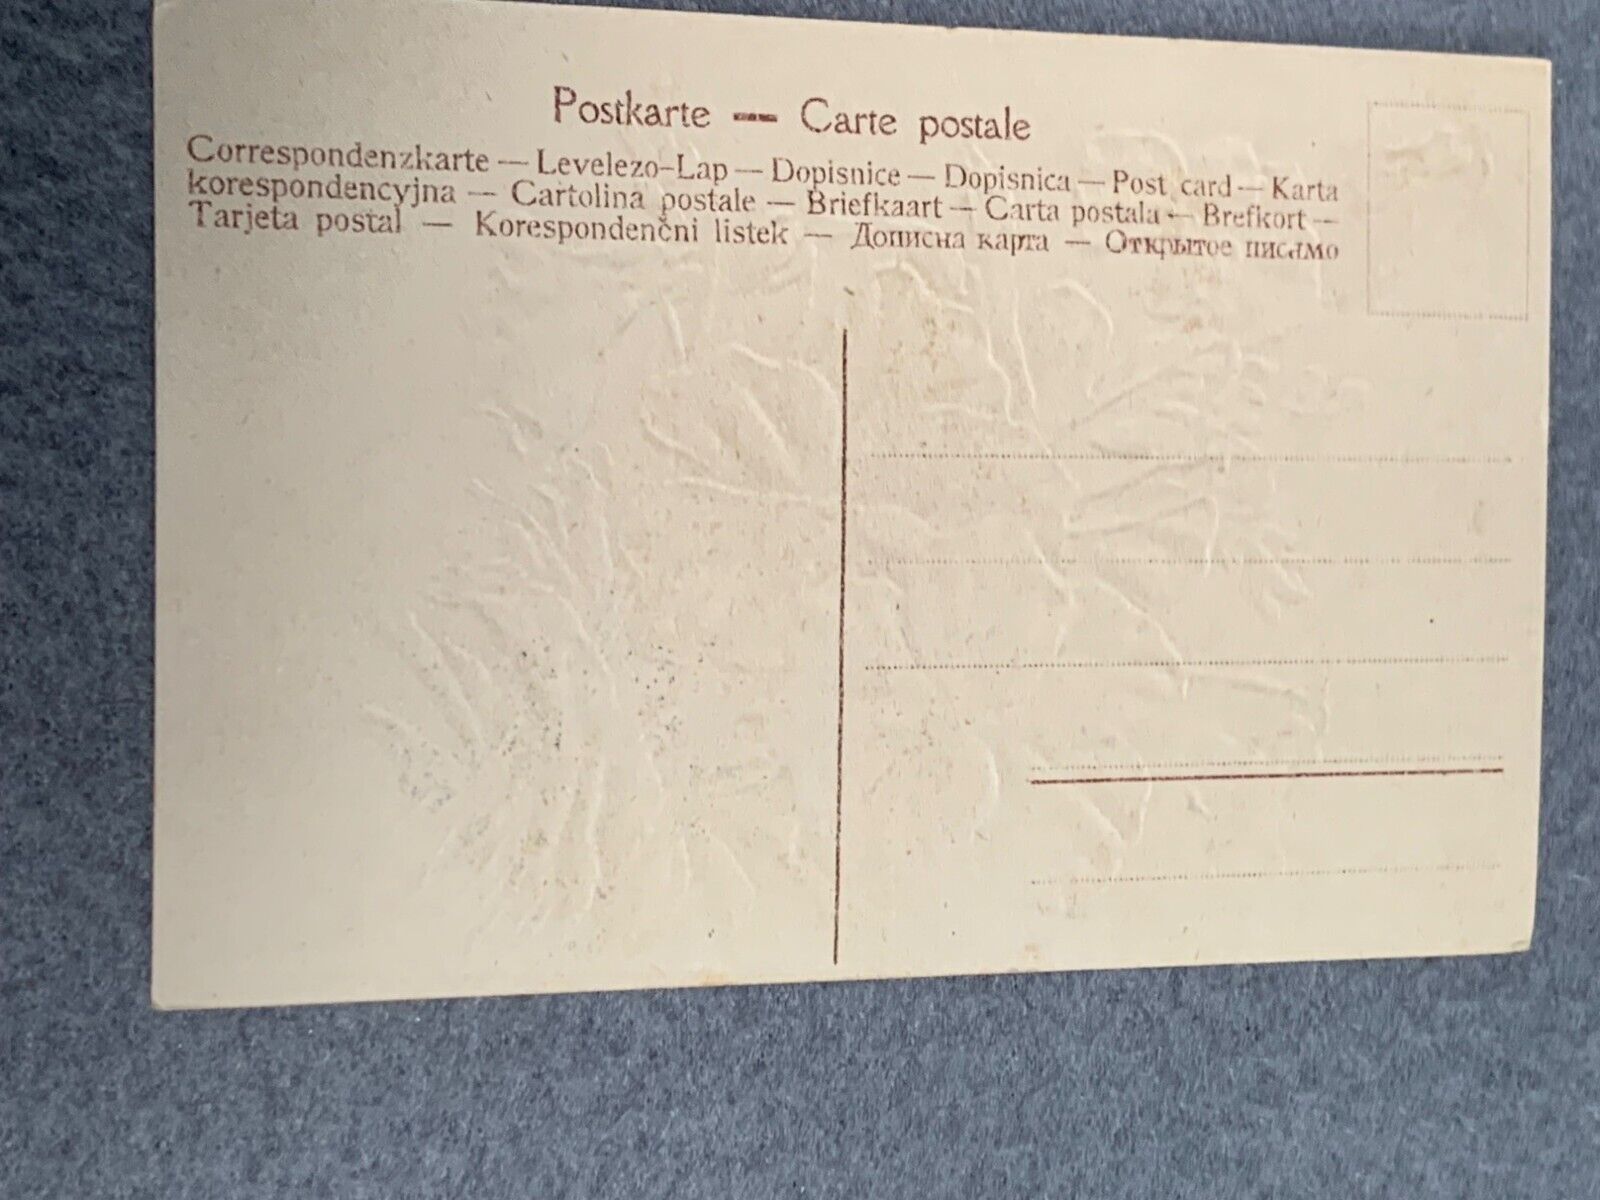 Postkarte — Carte postale
Correspondenzkarte — Levelezo-Lap — Dopisnice — Dopisnica — Post card — Karta
korespondencyjna — Cartolina postale — Briefkaart — Carta postala — Brefkort —
Tarjeta postal — Korespondenčni listek — Дописна карта — Открытое писамо